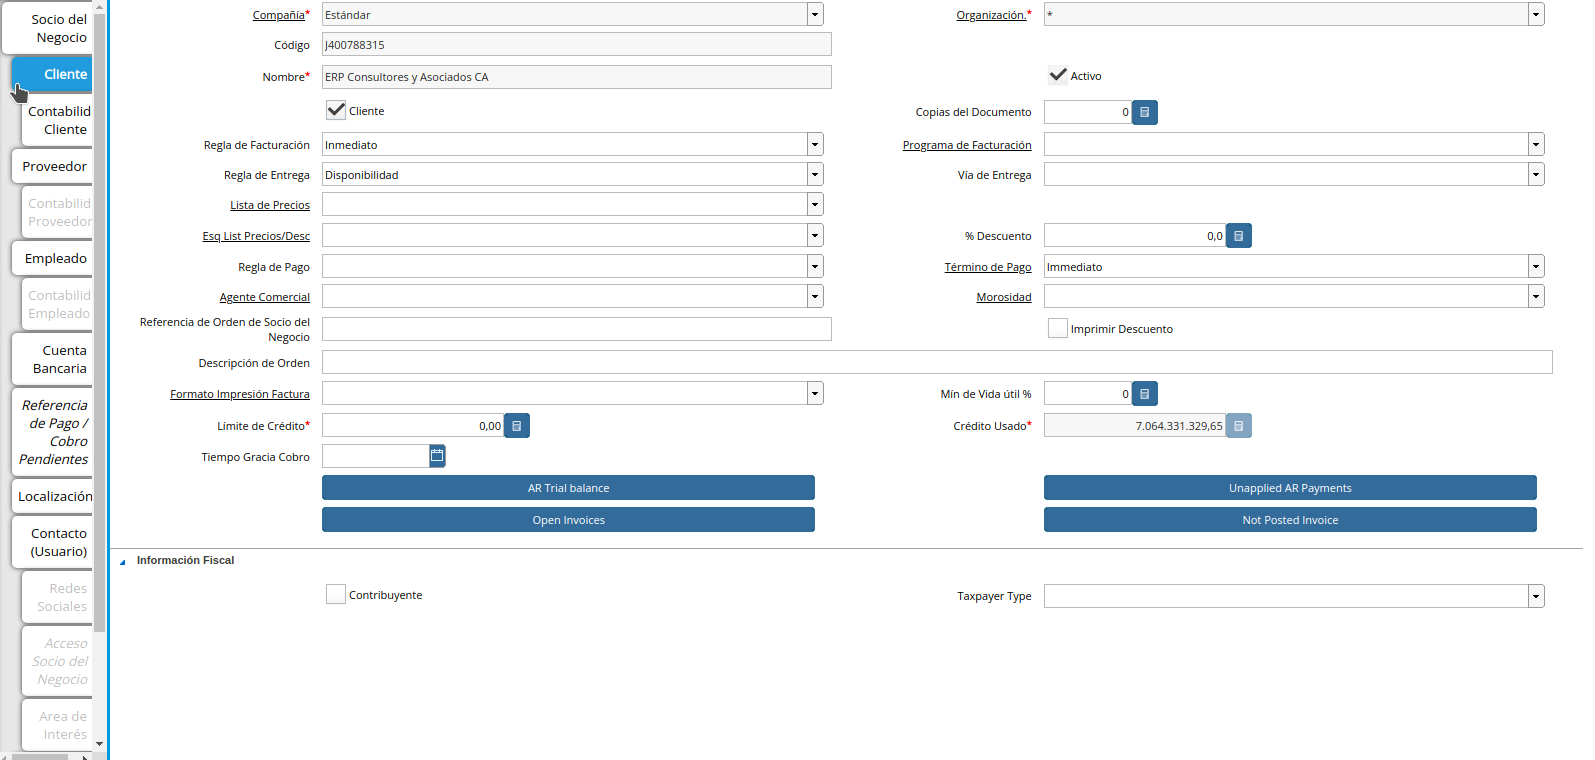 Socio del
Negocio
Cliente
Contabilid
Cliente
Proveedor
Contabilid
Proveedor
Empleado
Contabilid
Empleado
Cuenta
Bancaria
Referencia
de Pago /
Cobro
Pendientes
Localización
Contacto
(Usuario)
Redes
Sociales
Acceso
Socio del
Negocio
Area de
Interés
Compañía* Estándar Organización.* *
Código J400788315
Nombre* ERP Consultores y Asociados CA Activo
Cliente Copias del Documento 0
Regla de Facturación Inmediato Programa de Facturación
Regla de Entrega Disponibilidad Vía de Entrega
Lista de Precios
Esq List Precios/Desc % Descuento 0,0
Regla de Pago Término de Pago Immediato
Agente Comercial Morosidad
Referencia de Orden de Socio del
Negocio Imprimir Descuento
Descripción de Orden
Formato Impresión Factura Mín de Vida útil % 0
Límite de Crédito* 0,00 Crédito Usado* 7.064.331.329,65
Tiempo Gracia Cobro
AR Trial balance Unapplied AR Payments
Open Invoices Not Posted Invoice
Información Fiscal
Contribuyente Taxpayer Type